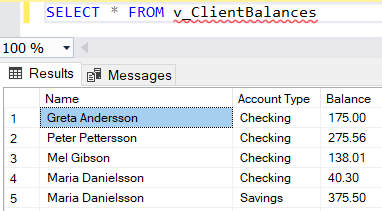 SELECT * FROM v_ClientBalances
100 %
Results Messages
Name Account Type Balance
1 Greta Andersson Checking 175.00
2 Peter Pettersson Checking 275.56
3 Mel Gibson Checking 138.01
4 Maria Danielsson Checking 40.30
5 Maria Danielsson Savings 375.50